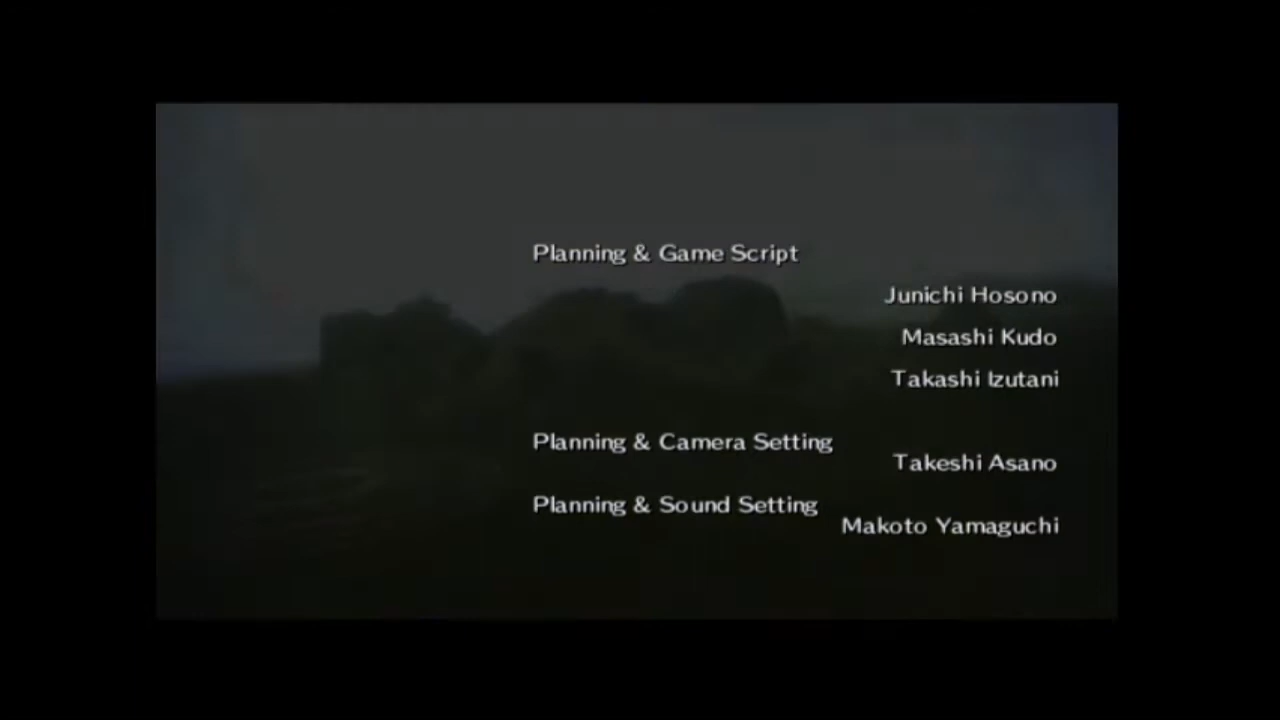 Planning & Game Script
Junichi Hosono
Masashi Kudo
Takashi Izutani
Planning & Camera Setting
Takeshi Asano
Planning & Sound Setting
Makoto Yamaguchi